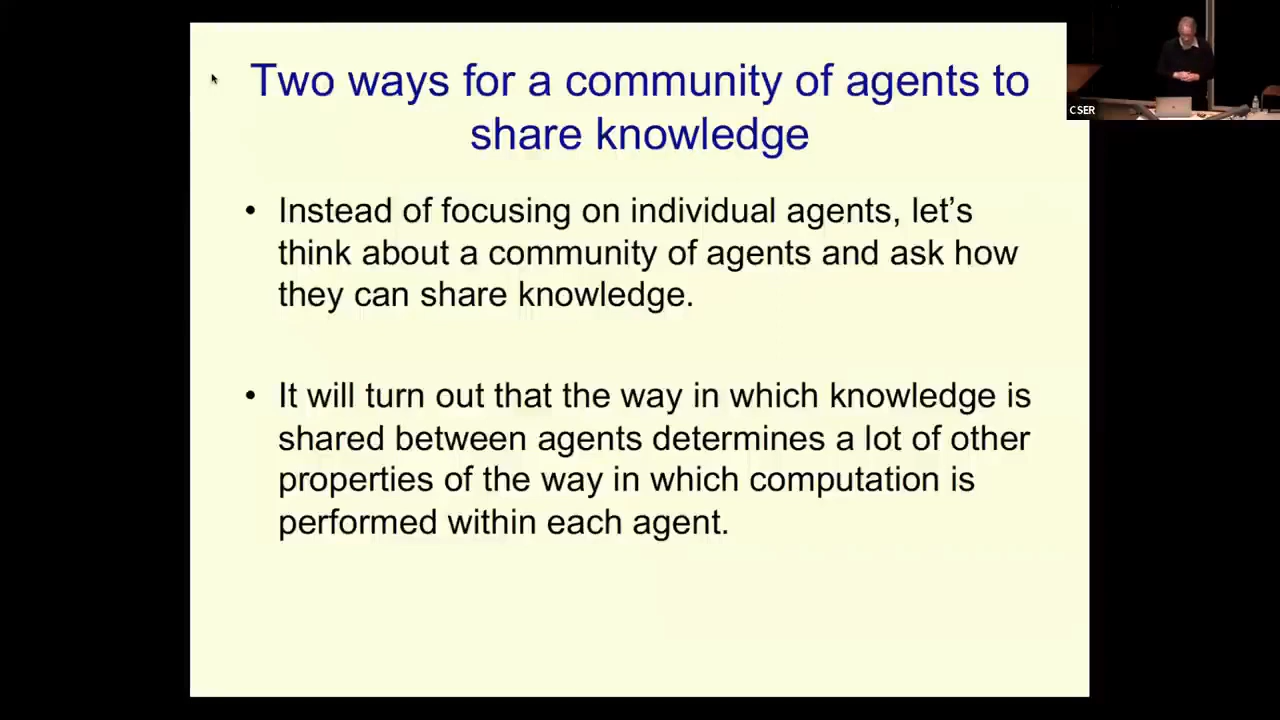 Two ways for a community of agents to
share knowledge
• Instead of focusing on individual agents, let’s
think about a community of agents and ask how
they can share knowledge.
• It will turn out that the way in which knowledge is
shared between agents determines a lot of other
properties of the way in which computation is
performed within each agent.
CSER